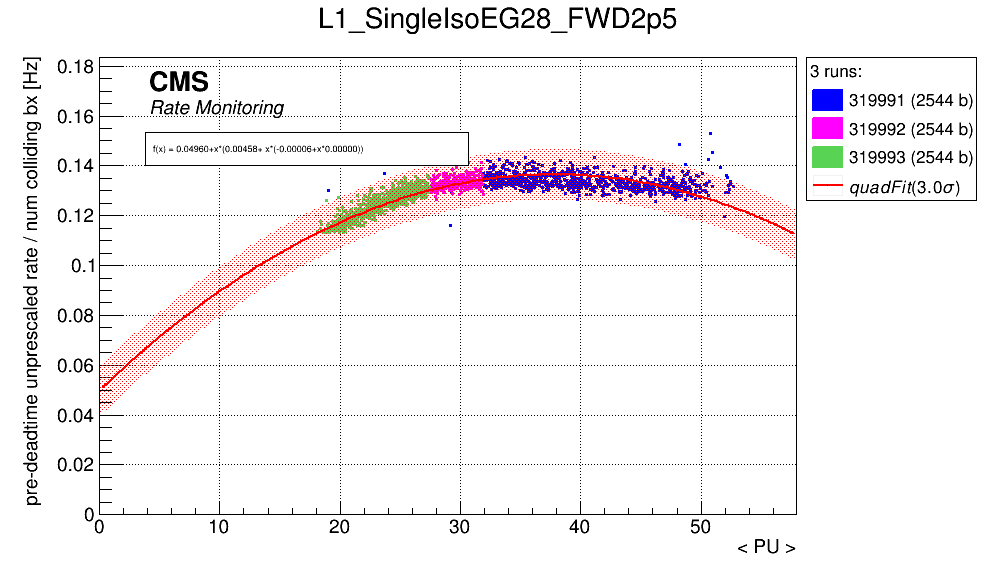 L1_SingleIsoEG28_FWD2p5
pre-deadtime unprescaled rate / num colliding bx [Hz]
0.18
0.16
0.14
0.12
0.1
0.08
0.06
0.04
0.02
0
CMS
Rate Monitoring
f(x) = 0.04960+x*(0.00458+ x*(-0.00006+x*0.00000))
0 10 20 30 40 50
< PU >
3 runs:
319991 (2544 b)
319992 (2544 b)
319993 (2544 b)
quadFit(3.0σ)